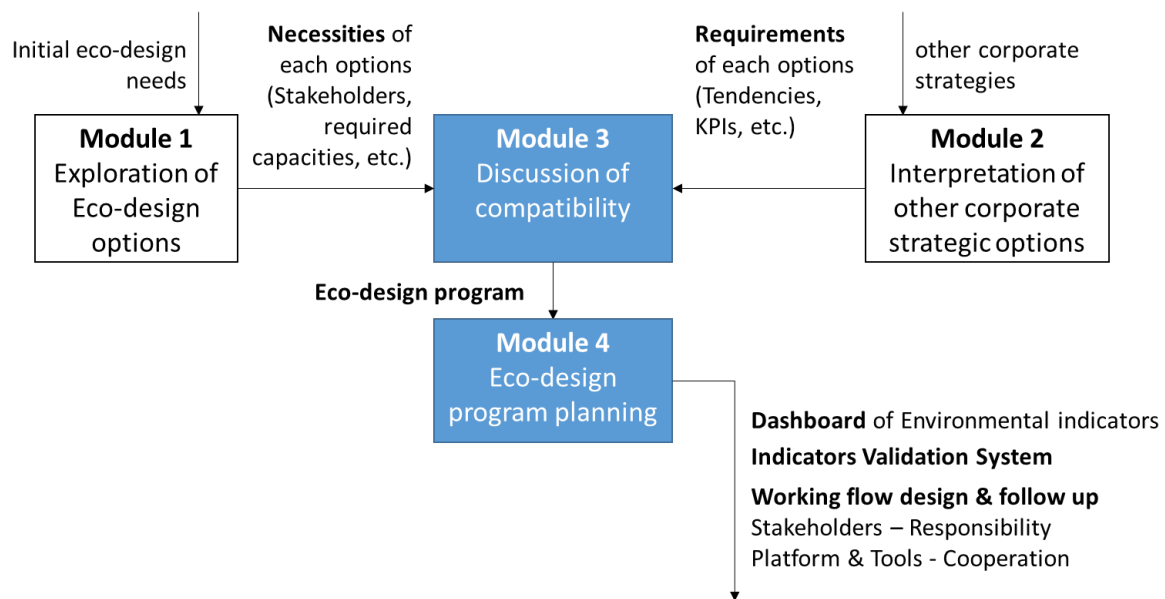 Initial eco-design
needs
Necessities of
each options
(Stakeholders,
required
capacities, etc.)
Requirements
of each options
(Tendencies,
KPIs, etc.)
other corporate
strategies
Module 1
Exploration of
Eco-design
options
Module 3
Discussion of
compatibility
Module 2
Interpretation of
other corporate
strategic options
Eco-design program
Module 4
Eco-design
program planning
Dashboard of Environmental indicators
Indicators Validation System
Working flow design & follow up
Stakeholders – Responsibility
Platform & Tools - Cooperation